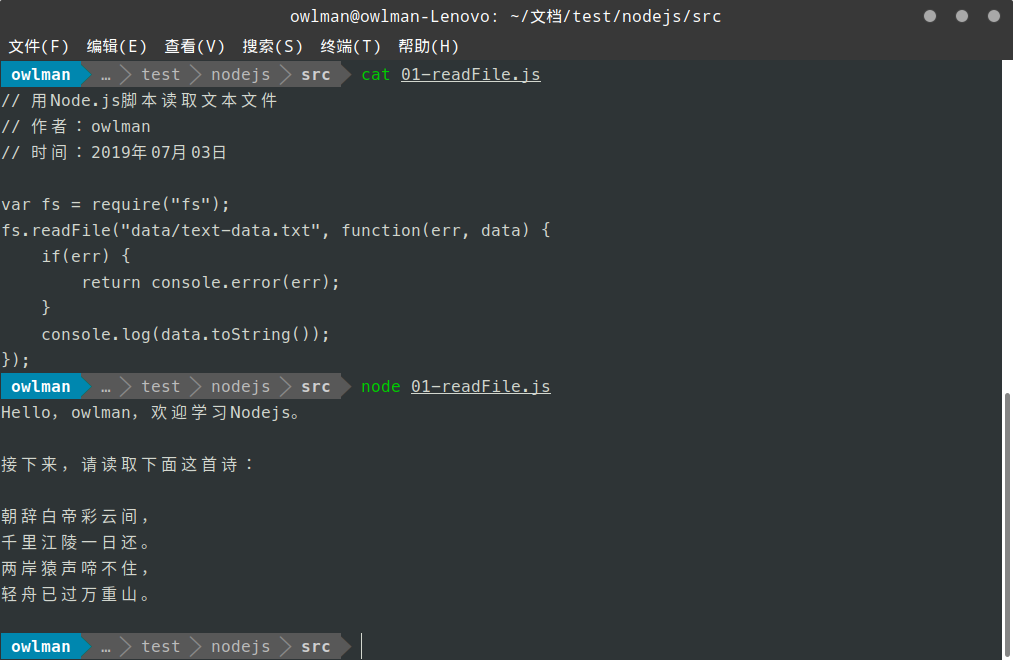 owlman@owlman-Lenovo: ~/文档/test/nodejs/src
文件(F) 编辑(E) 查看(V) 搜索(S) 终端(T) 帮助(H)
owlman … test nodejs src cat 01-readFile.js
// 用Node.js脚本读取文本文件
// 作者：owlman
// 时间：2019年07月03日
var fs = require("fs");
fs.readFile("data/text-data.txt", function(err, data) {
if(err) {
return console.error(err);
}
console.log(data.toString());
});
owlman … test nodejs src node 01-readFile.js
Hello，owlman，欢迎学习Nodejs。
接下来，请读取下面这首诗：
朝辞白帝彩云间，
千里江陵一日还。
两岸猿声啼不住，
轻舟已过万重山。
owlman … test nodejs src